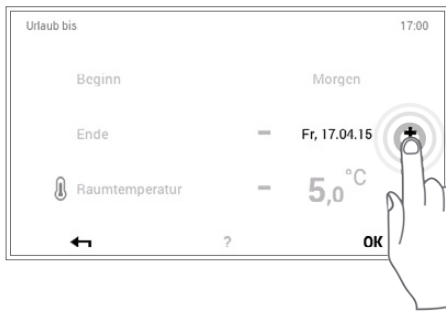 Urlaub bis 17:00
Beginn Morgen
Ende - Fr, 17.04.15 +
Raumtemperatur - 5,0°C
? OK